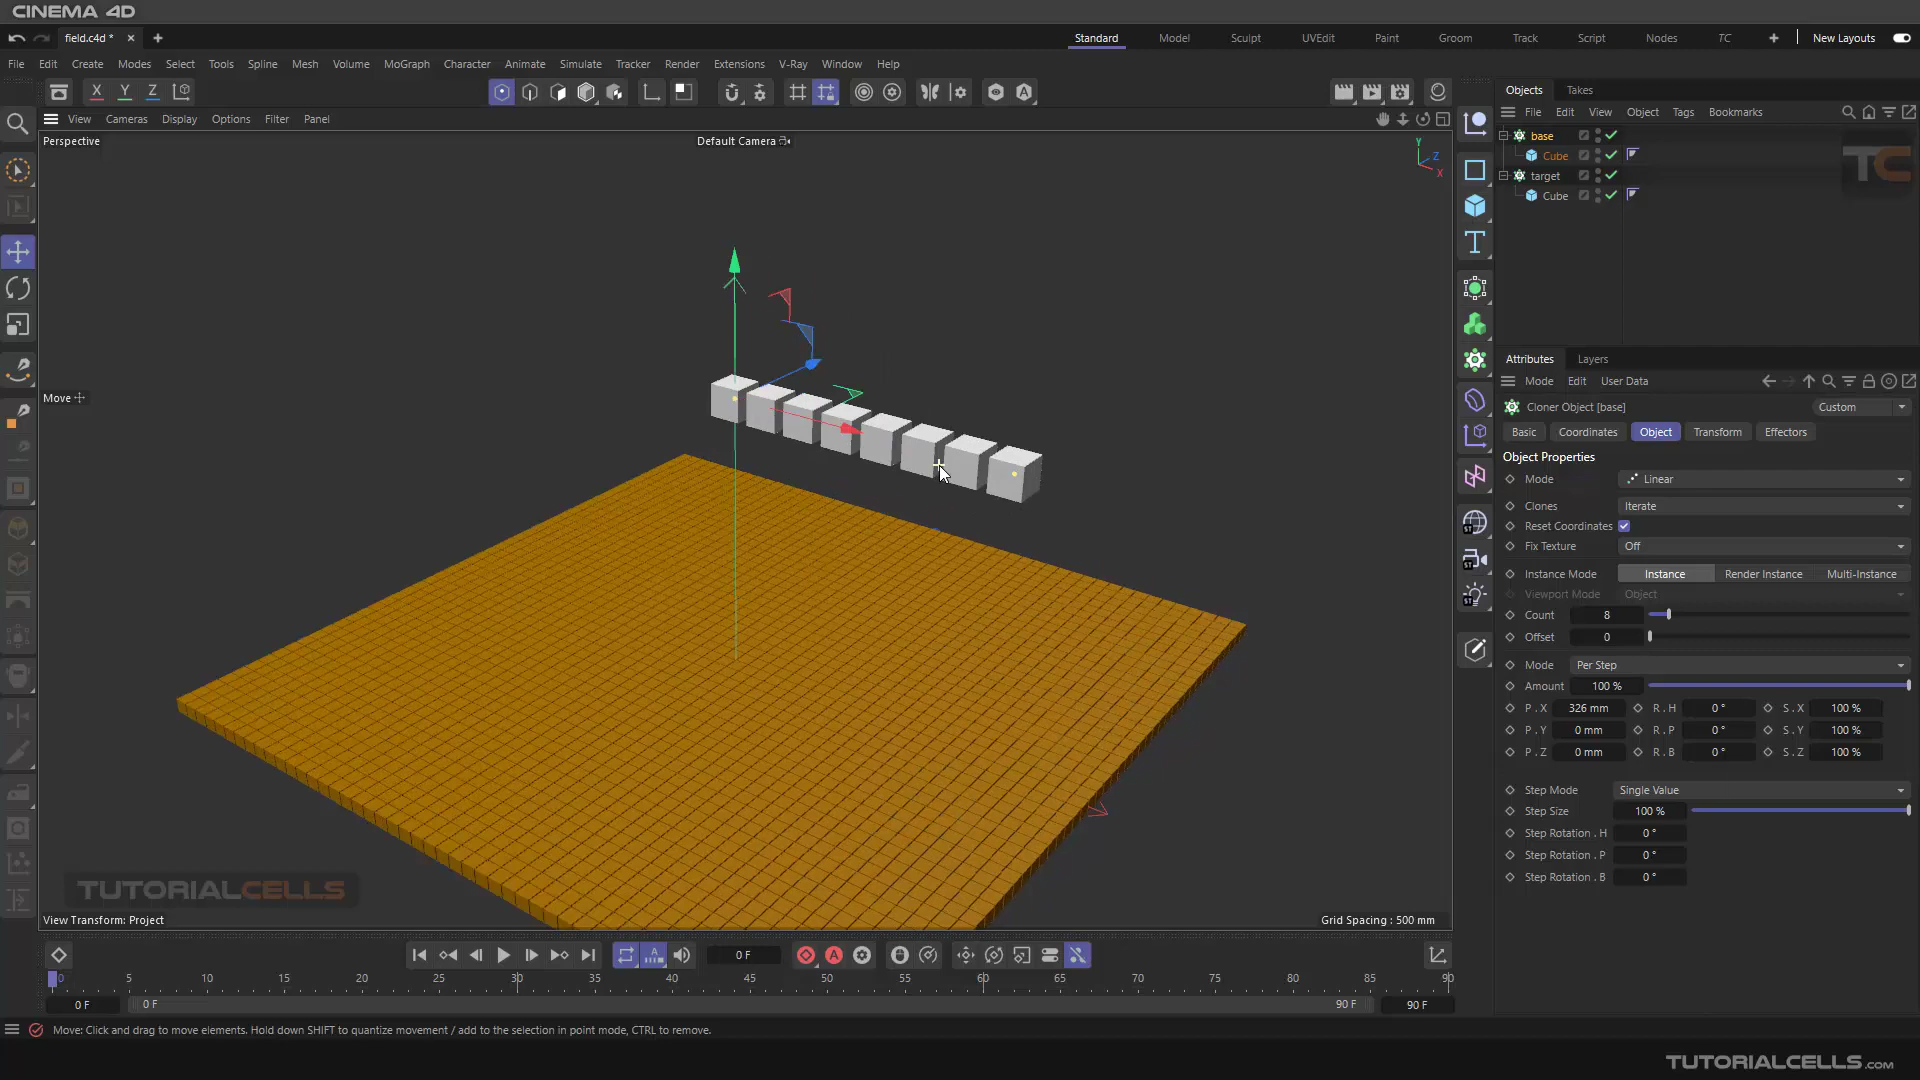 CINEMA 4D
field.c4d *
Standard Model Sculpt UVEdit Paint Groom Track Script Nodes TC New Layouts
File Edit Create Modes Select Tools Spline Mesh Volume MoGraph Character Animate Simulate Tracker Render Extensions V-Ray Window Help
X Y Z
View Cameras Display Options Filter Panel
Perspective
Default Camera
Y Z X
Move
TUTORIALCELLS
View Transform: Project
Grid Spacing : 500 mm
Objects Takes
File Edit View Object Tags Bookmarks
base
Cube
target
Cube
TC
Attributes Layers
Mode Edit User Data
Cloner Object [base] Custom
Basic Coordinates Object Transform Effectors
Object Properties
Mode Linear
Clones Iterate
Reset Coordinates
Fix Texture Off
Instance Mode Instance Render Instance Multi-Instance
Viewport Mode Object
Count 8
Offset 0
Mode Per Step
Amount 100 %
P . X 326 mm R . H 0 ° S . X 100 %
P . Y 0 mm R . P 0 ° S . Y 100 %
P . Z 0 mm R . B 0 ° S . Z 100 %
Step Mode Single Value
Step Size 100 %
Step Rotation . H 0 °
Step Rotation . P 0 °
Step Rotation . B 0 °
0 F
0 5 10 15 20 25 30 35 40 45 50 55 60 65 70 75 80 85 90
0 F 0 F 90 F 90 F
Move: Click and drag to move elements. Hold down SHIFT to quantize movement / add to the selection in point mode, CTRL to remove.
TUTORIALCELLS.COM